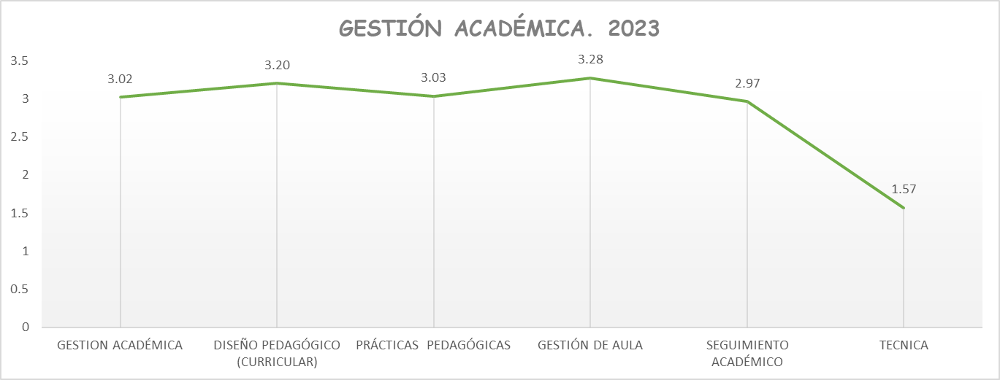 GESTIÓN ACADÉMICA. 2023
3.5
3
2.5
2
1.5
1
0.5
0
3.02
3.20
3.03
3.28
2.97
1.57
GESTION ACADÉMICA
DISEÑO PEDAGÓGICO
(CURRICULAR)
PRÁCTICAS PEDAGÓGICAS
GESTIÓN DE AULA
SEGUIMIENTO
ACADÉMICO
TECNICA